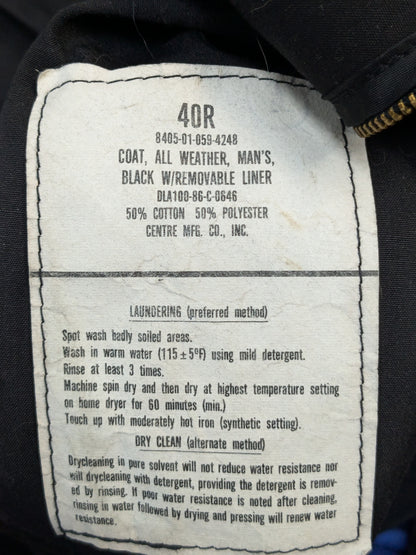 40R
8405-01-059-4248
COAT, ALL WEATHER, MAN'S,
BLACK W/REMOVABLE LINER
DLA100-86-C-0646
50% COTTON 50% POLYESTER
CENTRE MFG. CO., INC.
LAUNDERING (preferred method)
Spot wash badly soiled areas.
Wash in warm water (115 ± 5°F) using mild detergent.
Rinse at least 3 times.
Machine spin dry and then dry at highest temperature setting
on home dryer for 60 minutes (min.)
Touch up with moderately hot iron (synthetic setting).
DRY CLEAN (alternate method)
Drycleaning in pure solvent will not reduce water resistance nor
will drycleaning with detergent, providing the detergent is remov-
ed by rinsing. If poor water resistance is noted after cleaning,
rinsing in water followed by drying and pressing will renew water
resistance.